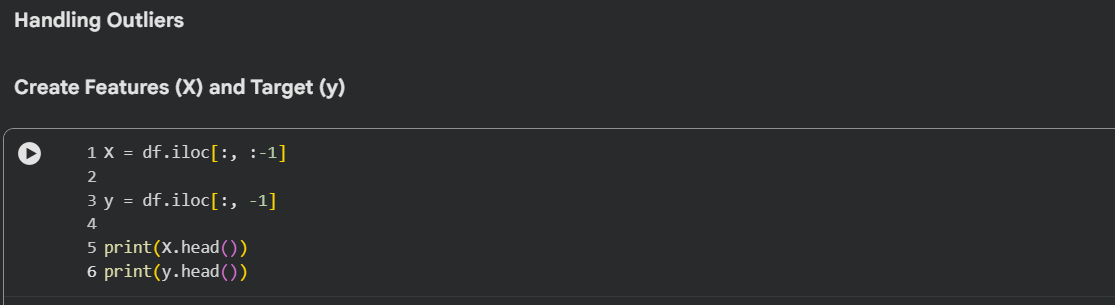 Handling Outliers
Create Features (X) and Target (y)
1 X = df.iloc[:, :-1]
2
3 y = df.iloc[:, -1]
4
5 print(X.head())
6 print(y.head())